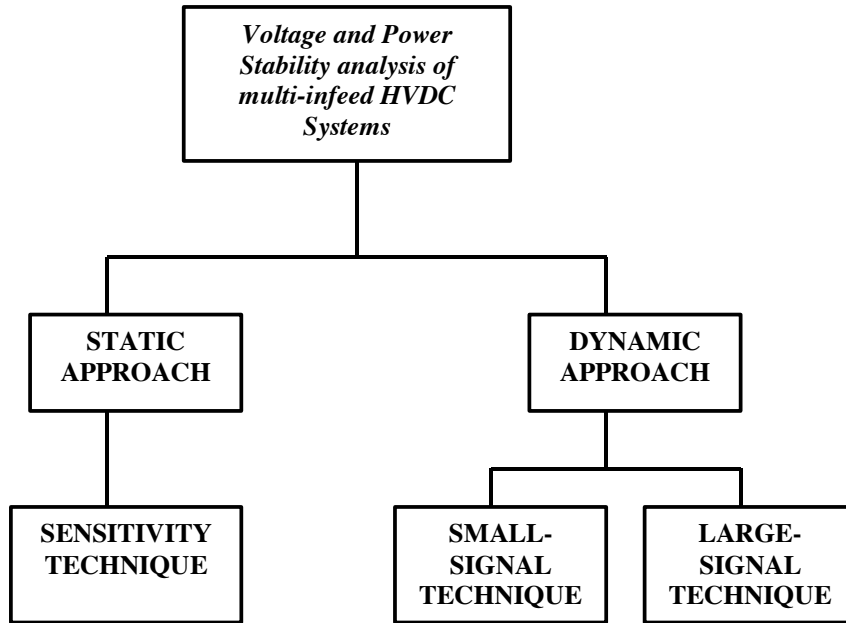 Voltage and Power
Stability analysis of
multi-infeed HVDC
Systems
STATIC
APPROACH
DYNAMIC
APPROACH
SENSITIVITY
TECHNIQUE
SMALL-
SIGNAL
TECHNIQUE
LARGE-
SIGNAL
TECHNIQUE